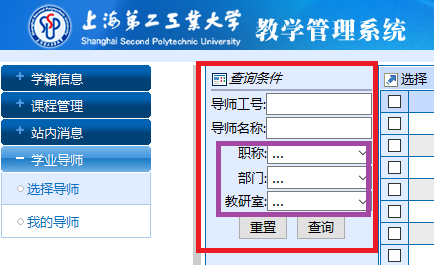 上海第二工业大学 教学管理系统
Shanghai Second Polytechnic University
学籍信息
课程管理
站内消息
学业导师
选择导师
我的导师
查询条件
导师工号:
导师名称:
职称: ...
部门: ...
教研室: ...
重置 查询
选择